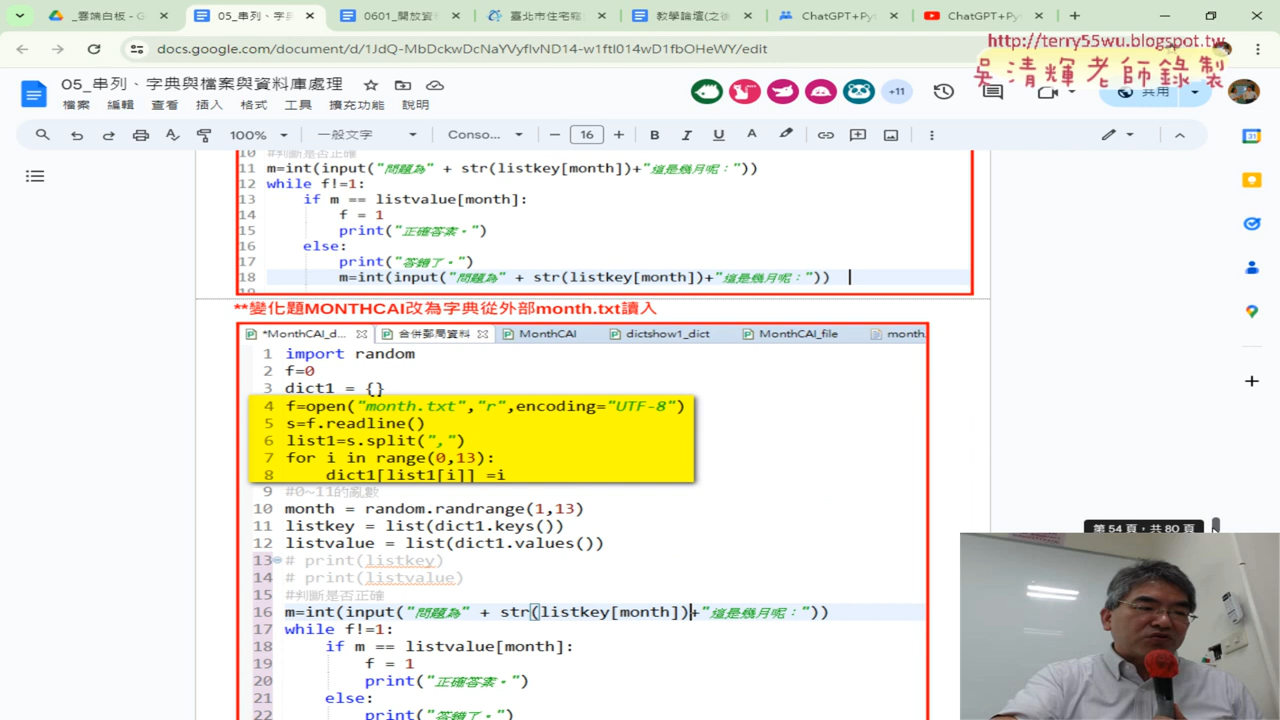 _雲端白板 - G
05_串列、字典
0601_開放資料
臺北市住宅竊
教學論壇(之後
ChatGPT+Py
ChatGPT+Py
docs.google.com/document/d/1JdQ-MbDckwDcNaYVyfIvND14-w1ftI014wD1fbOHeWY/edit
http://terry55wu.blogspot.tw
吳清輝老師錄製
05_串列、字典與檔案與資料庫處理
檔案 編輯 查看 插入 格式 工具 擴充功能 說明
+11
共用
100% 一般文字 Conso... 16
10 #判斷是否正確
11 m=int(input("問題為" + str(listkey[month])+"這是幾月呢："))
12 while f!=1:
13 if m == listvalue[month]:
14 f = 1
15 print("正確答案。")
16 else:
17 print("答錯了。")
18 m=int(input("問題為" + str(listkey[month])+"這是幾月呢："))
**變化題MONTHCAI改為字典從外部month.txt讀入
*MonthCAI_d... 合併郵局資料 MonthCAI dictshow1_dict MonthCAI_file month.
1 import random
2 f=0
3 dict1 = {}
4 f=open("month.txt","r",encoding="UTF-8")
5 s=f.readline()
6 list1=s.split(",")
7 for i in range(0,13):
8 dict1[list1[i]] =i
9 #0~11的亂數
10 month = random.randrange(1,13)
11 listkey = list(dict1.keys())
12 listvalue = list(dict1.values())
13 # print(listkey)
14 # print(listvalue)
15 #判斷是否正確
16 m=int(input("問題為" + str(listkey[month])+"這是幾月呢："))
17 while f!=1:
18 if m == listvalue[month]:
19 f = 1
20 print("正確答案。")
21 else:
22 print("答錯了。")
第 54 頁，共 80 頁